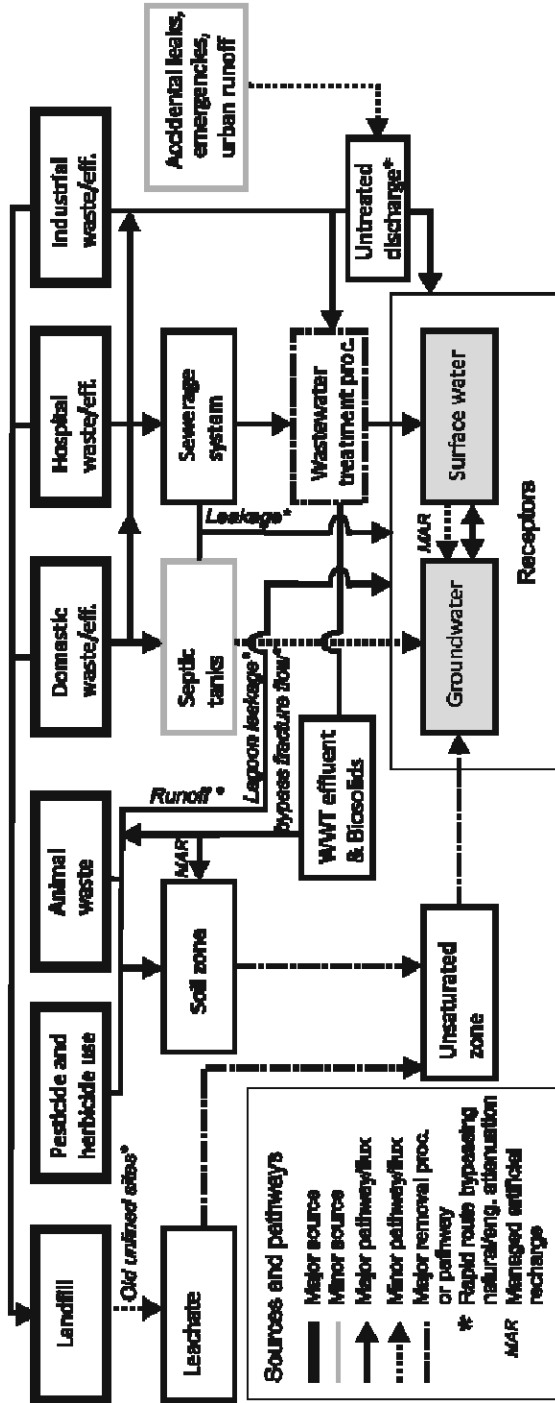 Landfill
Pesticide and
herbicide use
Animal
waste
Domastic
waste/eff.
Hospital
waste/eff.
Industrial
waste/eff.
Accidental leaks,
emergencies,
urban runoff
Old unlined sites*
Runoff *
Leachate
Soil zone
MAR
Septic
tanks
Sewerage
system
Leakage*
Lagoon leakage*
bypass fracture flow*
Wastewater
treatment proc.
Untreated
discharge*
WWT effluent
& Biosolids
Unsaturated
zone
Groundwater
MAR
Surface water
Receptors
Sources and pathways
Major source
Minor source
Major pathway/flux
Minor pathway/flux
Major removal proc.
or pathway
* Rapid route bypassing
natural/eng. attenuation
MAR Managed artificial
recharge